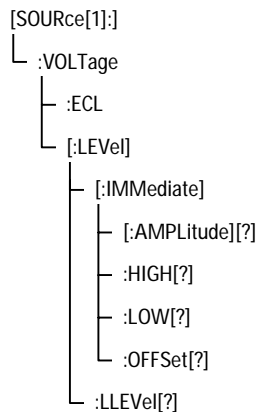 [SOURce[1]:]
:VOLTage
:ECL
[:LEVel]
[:IMMediate]
[:AMPLitude][?]
:HIGH[?]
:LOW[?]
:OFFSet[?]
:LLEVel[?]